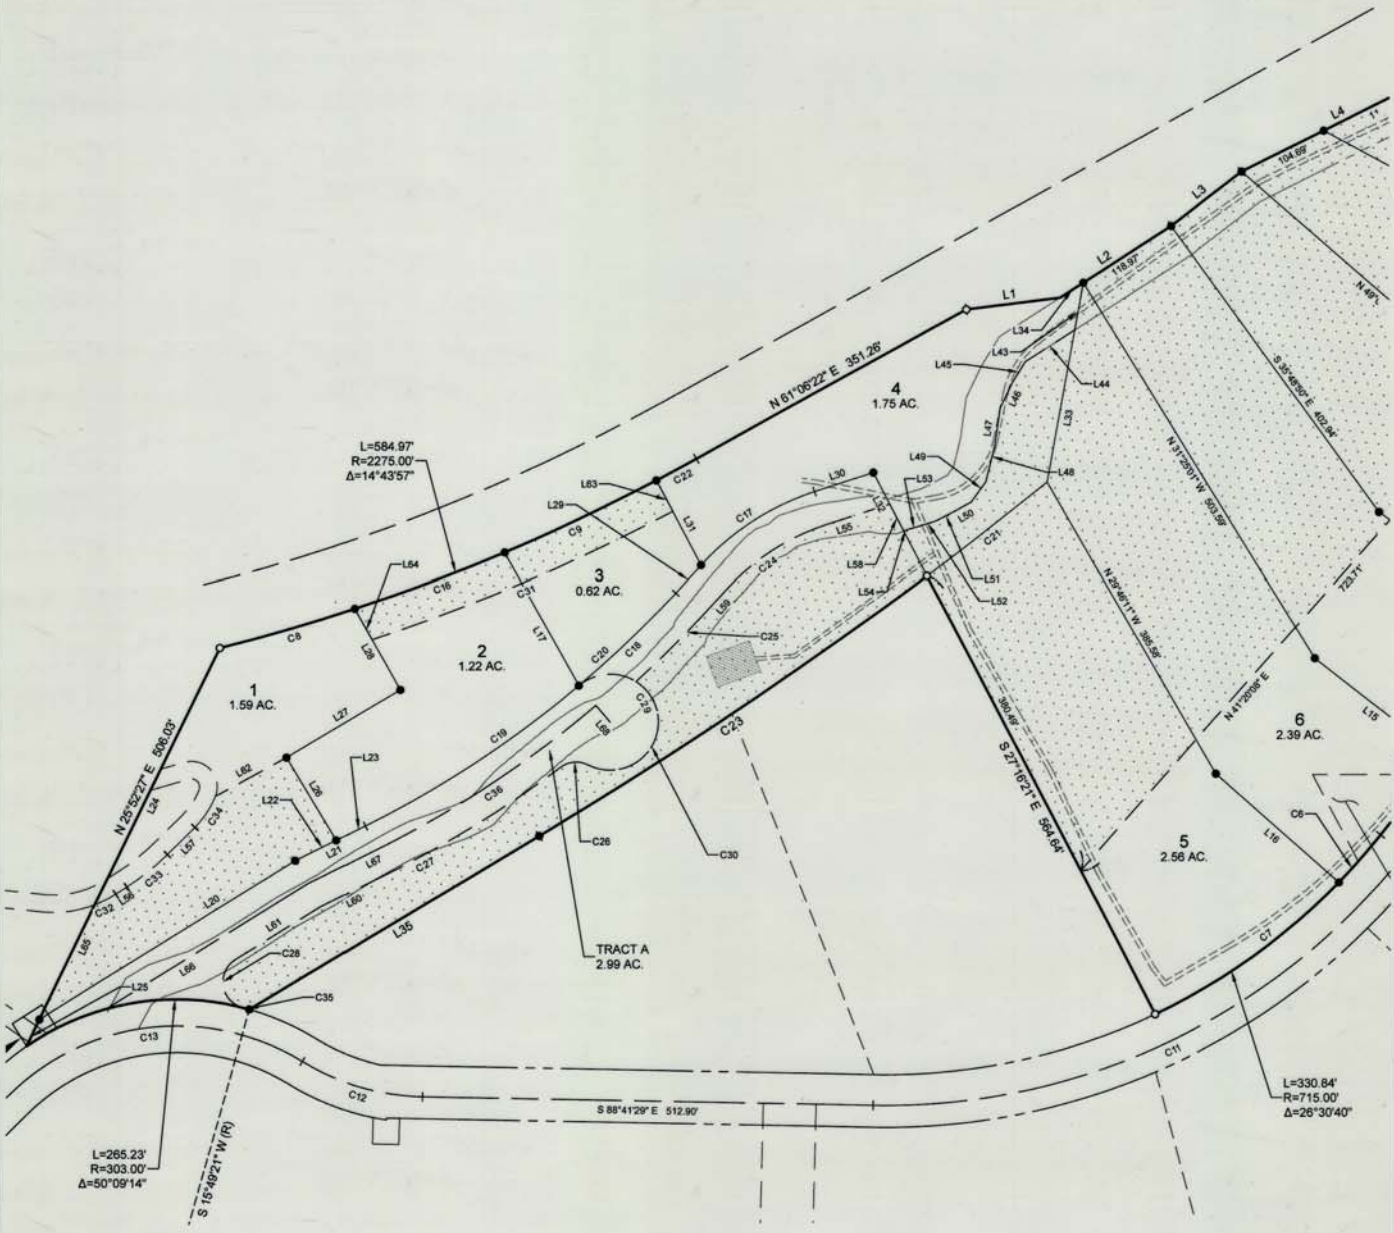 L4
1"
104.69'
L3
L2
118.97'
N 49°
L1
L34
L43
L45
L44
L46
L33
L47
L48
S 35°48'50" E 402.94'
N 61°06'22" E 351.26'
4
1.75 AC.
L=584.97'
R=2275.00'
Δ=14°43'57"
L63
C22
L49
L53
L30
L32
C17
L29
C9
L31
L50
C21
L55
L58
L54
L51
L52
C24
N 31°25'01" W 503.59'
723.71'
L64
C16
3
0.62 AC.
C31
L59
C25
L17
L28
C8
2
1.22 AC.
C20
C18
C29
N 29°46'11" W 385.58'
N 41°20'08" E
1
1.59 AC.
L27
380.49'
S 27°16'21" E 564.64'
6
2.39 AC.
L15
C23
L68
C19
L62
L23
L26
L24
C34
L22
C36
N 25°52'27" E 506.03'
L57
L21
L67
C27
C26
C30
C6
L16
5
2.56 AC.
C33
L56
C32
L20
L60
L61
L35
L65
C28
L66
TRACT A
2.99 AC.
C7
L25
C35
C13
C11
C12
S 88°41'29" E 512.90'
L=330.84'
R=715.00'
Δ=26°30'40"
L=265.23'
R=303.00'
Δ=50°09'14"
S 15°49'21" W (R)